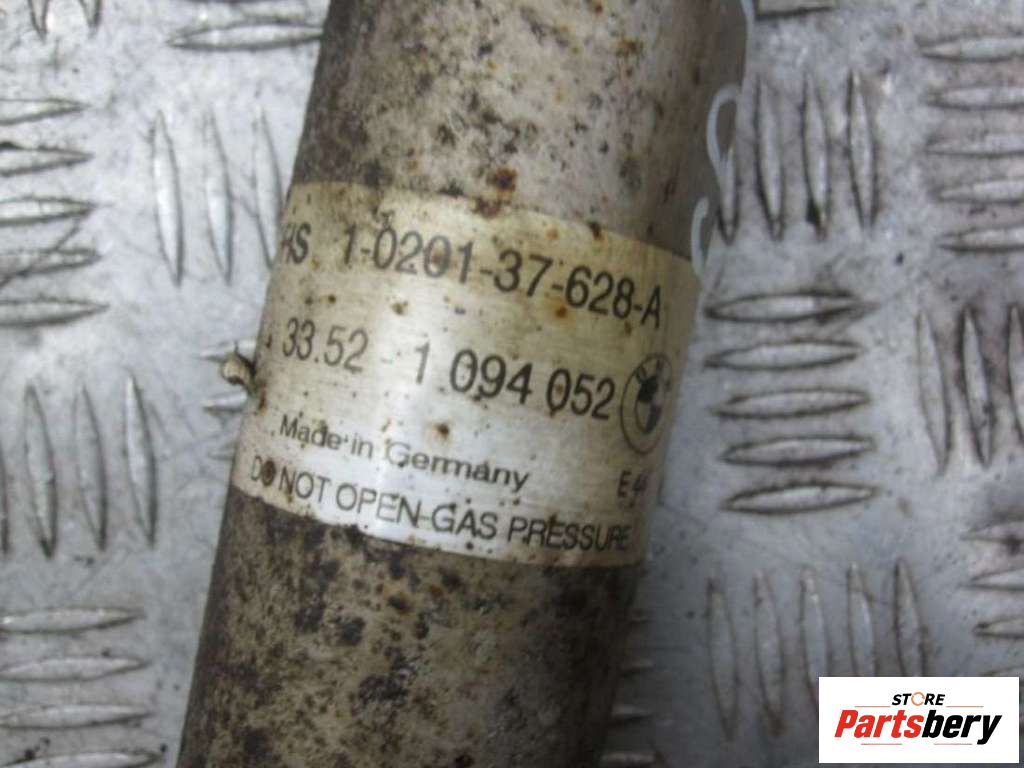 HS 1-0201-37-628-A
33.52 - 1 094 052
Made in Germany
DO NOT OPEN-GAS PRESSURE
STORE
Partsbery